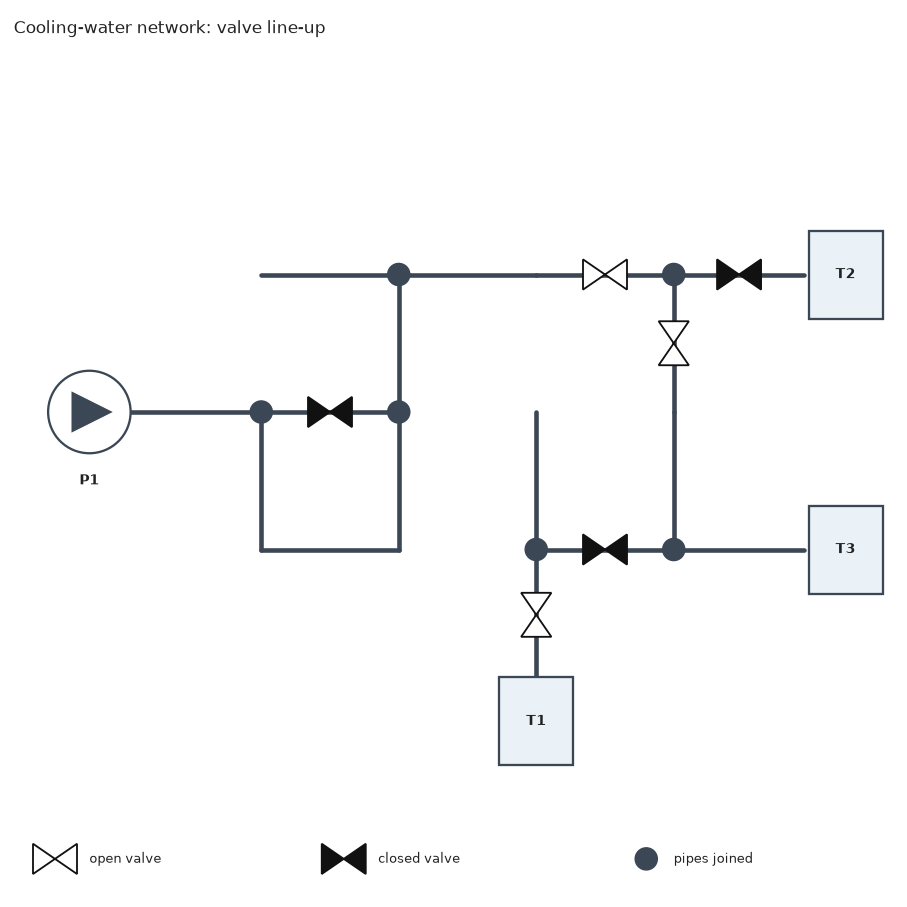 Cooling-water network: valve line-up
T2
P1
T3
T1
open valve
closed valve
pipes joined